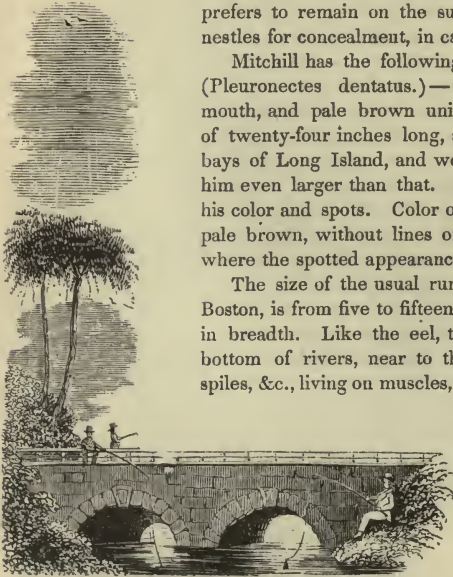 prefers to remain on the su
nestles for concealment, in ca
Mitchill has the following
(Pleuronectes dentatus.)—
mouth, and pale brown uni
of twenty-four inches long,
bays of Long Island, and we
him even larger than that.
his color and spots. Color o
pale brown, without lines o
where the spotted appearanc
The size of the usual run
Boston, is from five to fifteen
in breadth. Like the eel, t
bottom of rivers, near to th
spiles, &c., living on muscles,